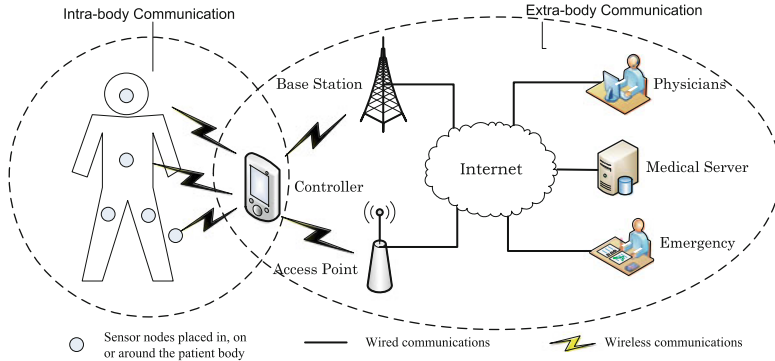 Intra-body Communication
Extra-body Communication
Base Station
Physicians
Internet
Medical Server
Controller
Emergency
Access Point
Sensor nodes placed in, on
or around the patient body
Wired communications
Wireless communications